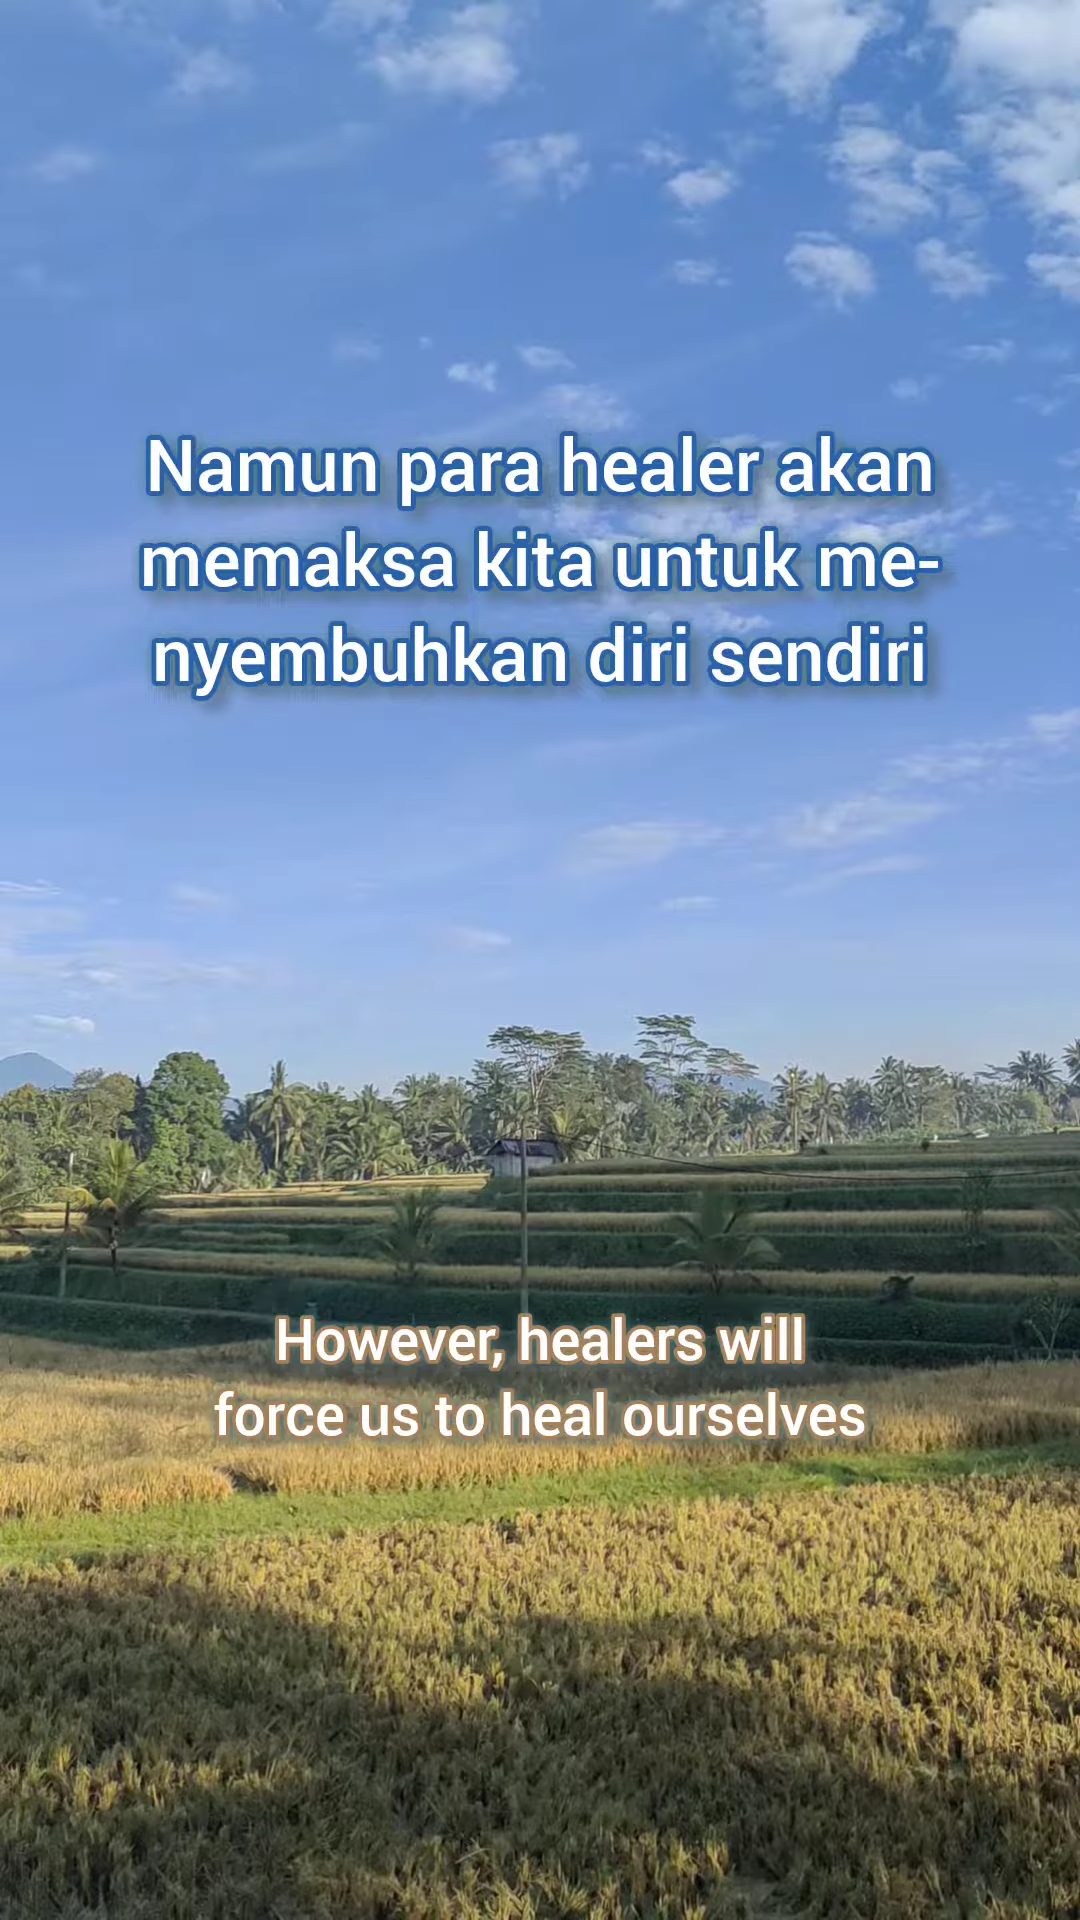 Namun para healer akan
memaksa kita untuk me-
nyembuhkan diri sendiri
However, healers will
force us to heal ourselves